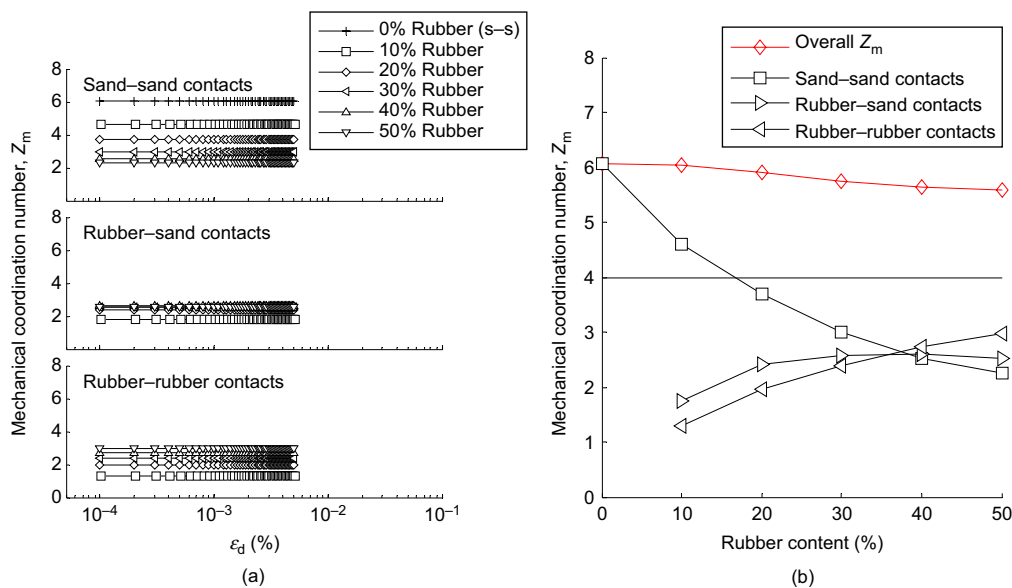 0% Rubber (s–s)
10% Rubber
20% Rubber
30% Rubber
40% Rubber
50% Rubber
Mechanical coordination number, Zm
8
Sand–sand contacts
6
4
2
8
Rubber–sand contacts
6
4
2
8
Rubber–rubber contacts
6
4
2
0
10–4
10–3
10–2
10–1
εd (%)
(a)
Overall Zm
Sand–sand contacts
Rubber–sand contacts
Rubber–rubber contacts
Mechanical coordination number, Zm
8
7
6
5
4
3
2
1
0
0
10
20
30
40
50
Rubber content (%)
(b)